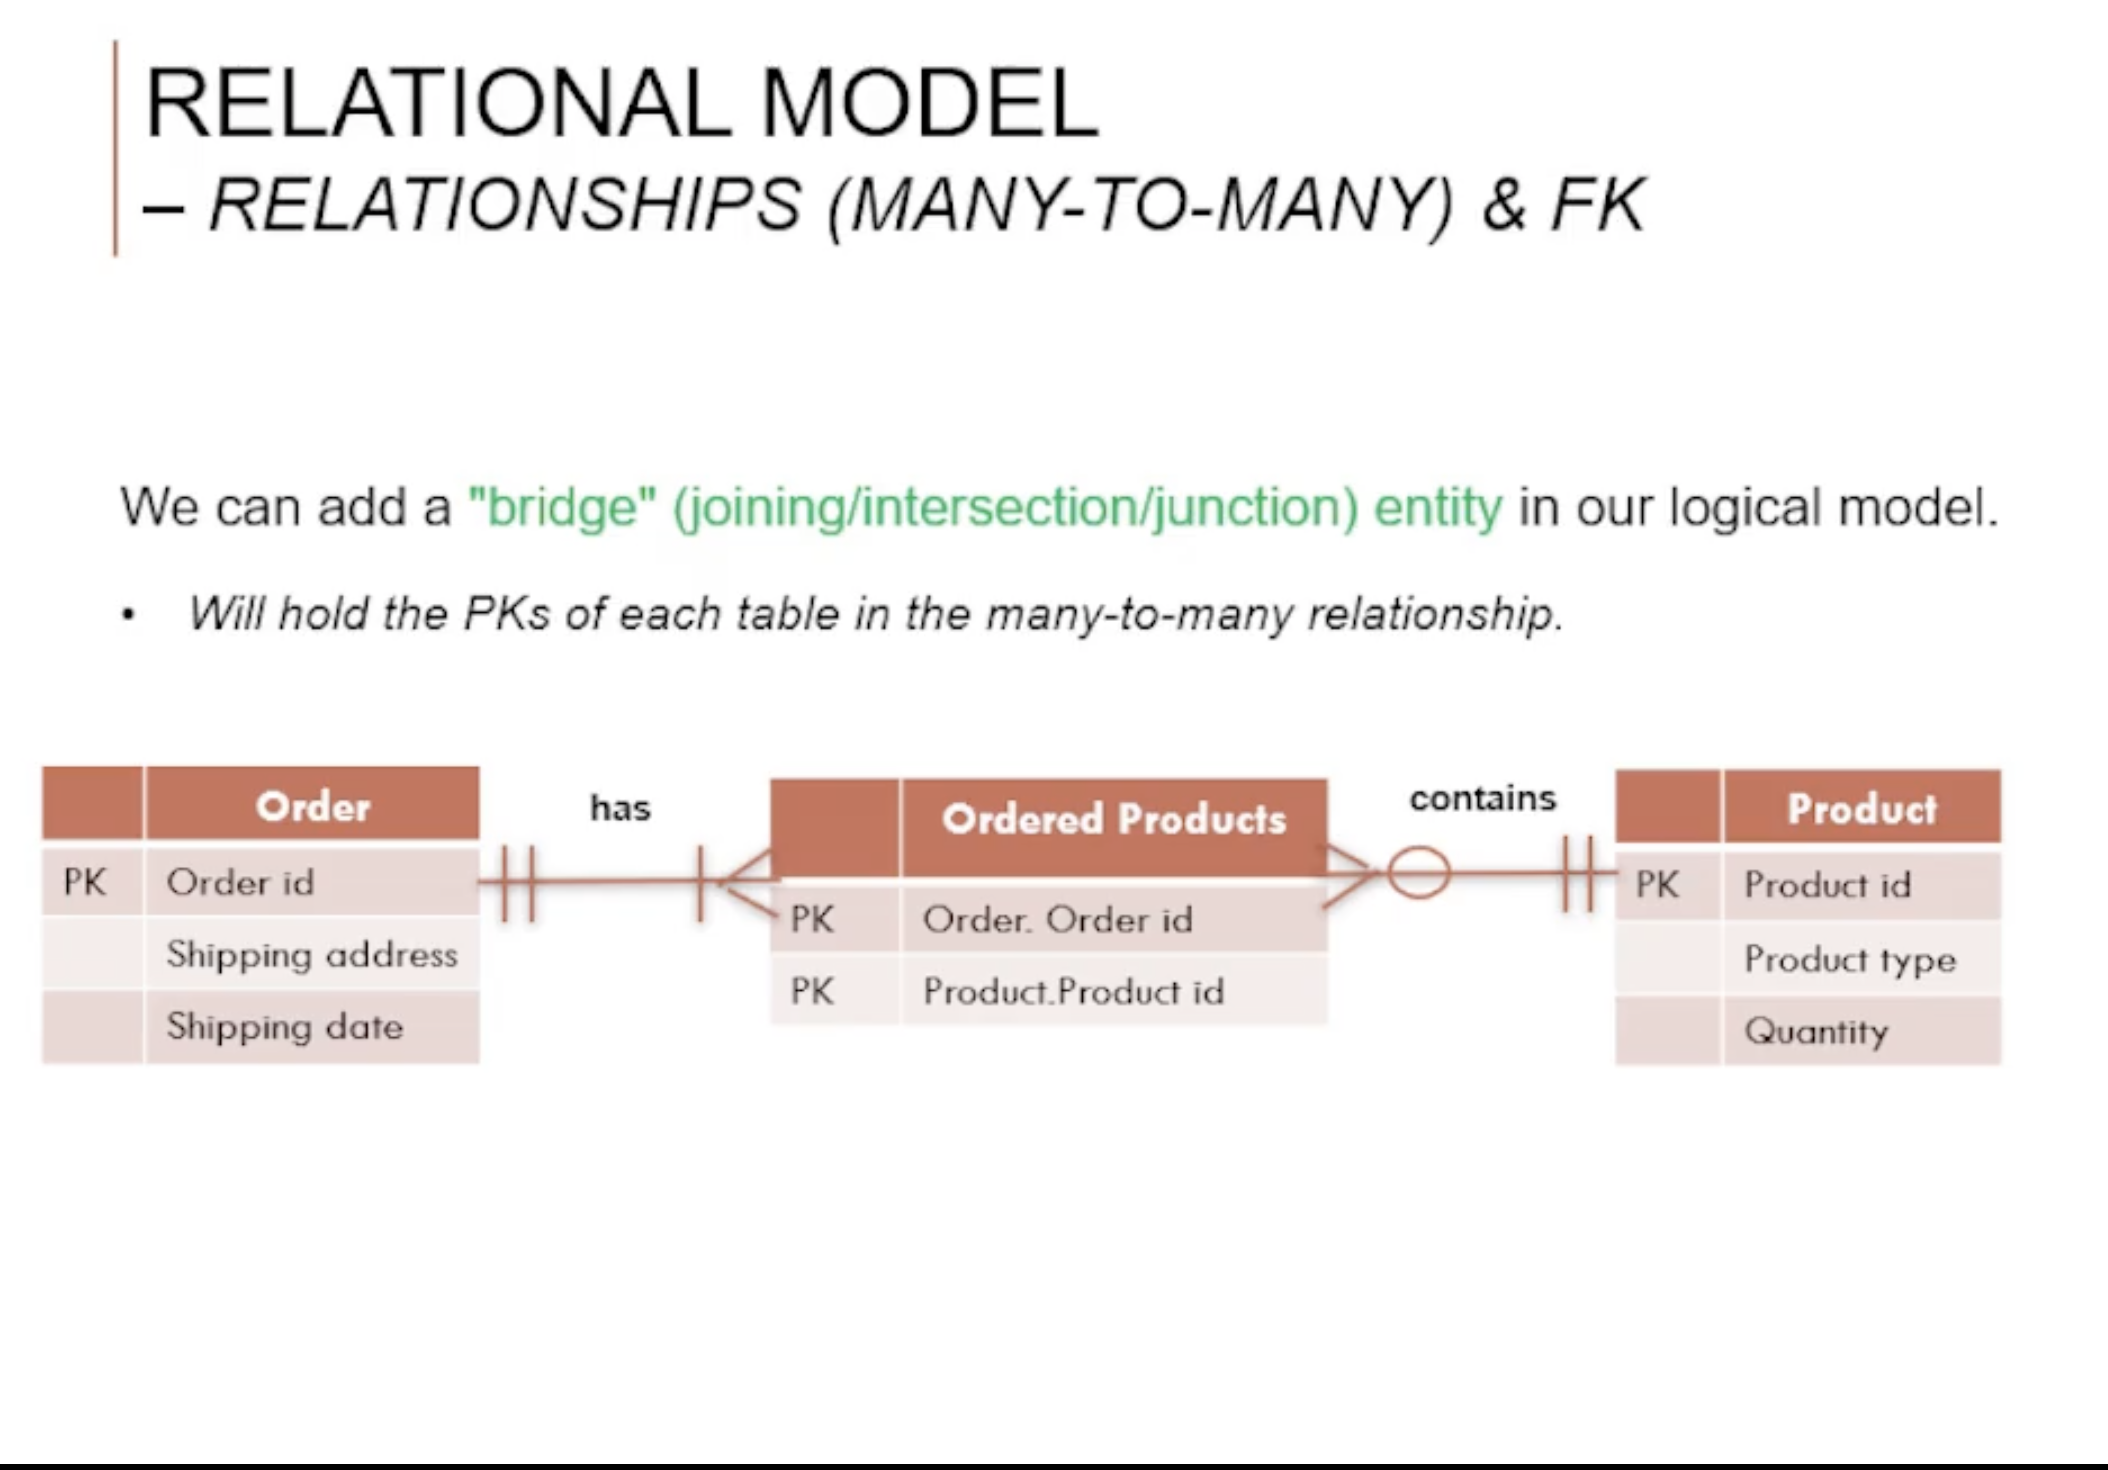 RELATIONAL MODEL
– RELATIONSHIPS (MANY-TO-MANY) & FK
We can add a "bridge" (joining/intersection/junction) entity in our logical model.
• Will hold the PKs of each table in the many-to-many relationship.
Order
PK Order id
Shipping address
Shipping date
has
Ordered Products
PK Order. Order id
PK Product.Product id
contains
Product
PK Product id
Product type
Quantity